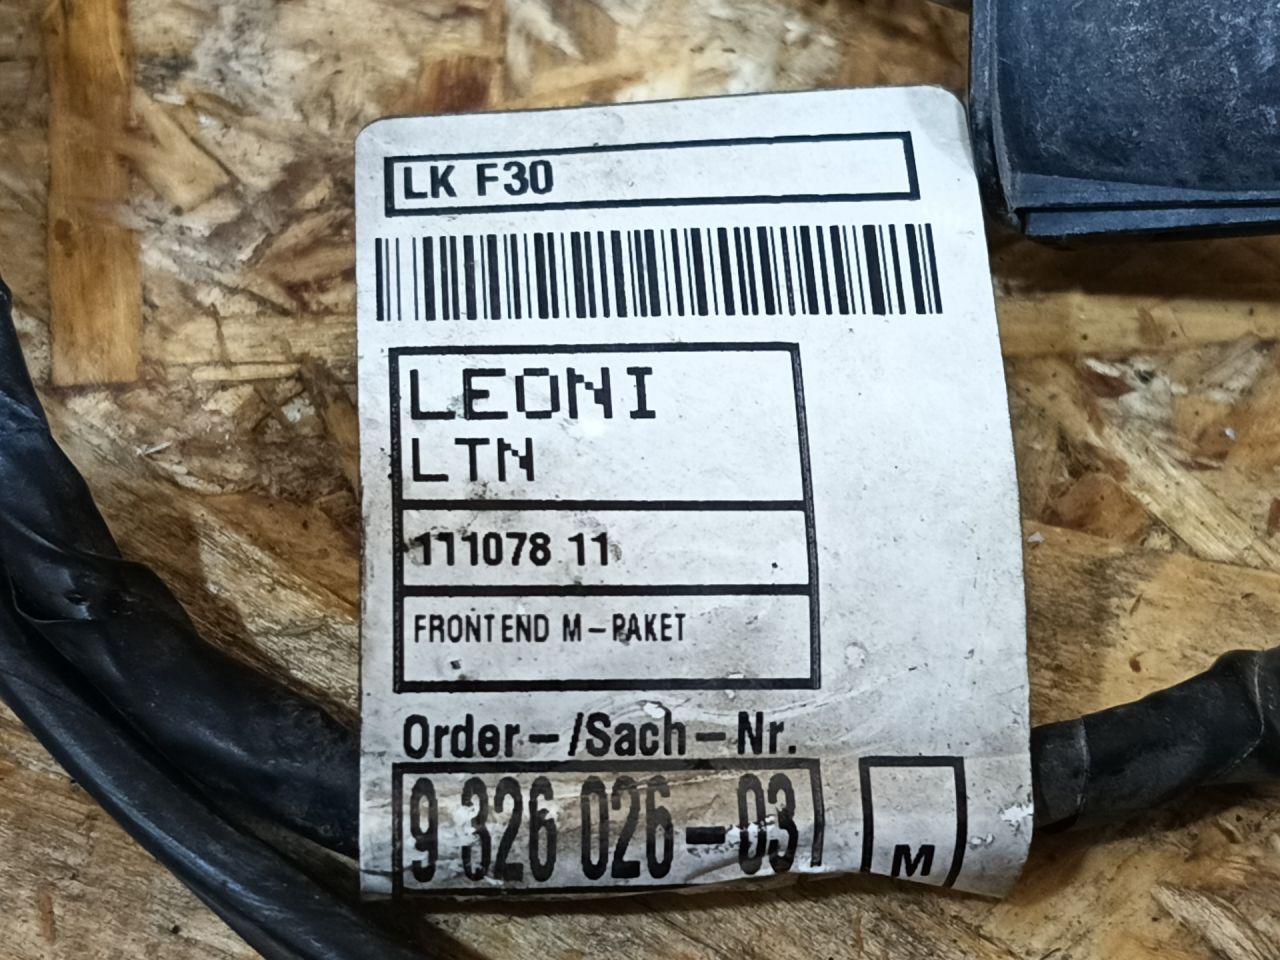 LK F30
LEONI
LTN
111078 11
FRONTEND M-PAKET
Order-/Sach-Nr.
9 326 026-03
M